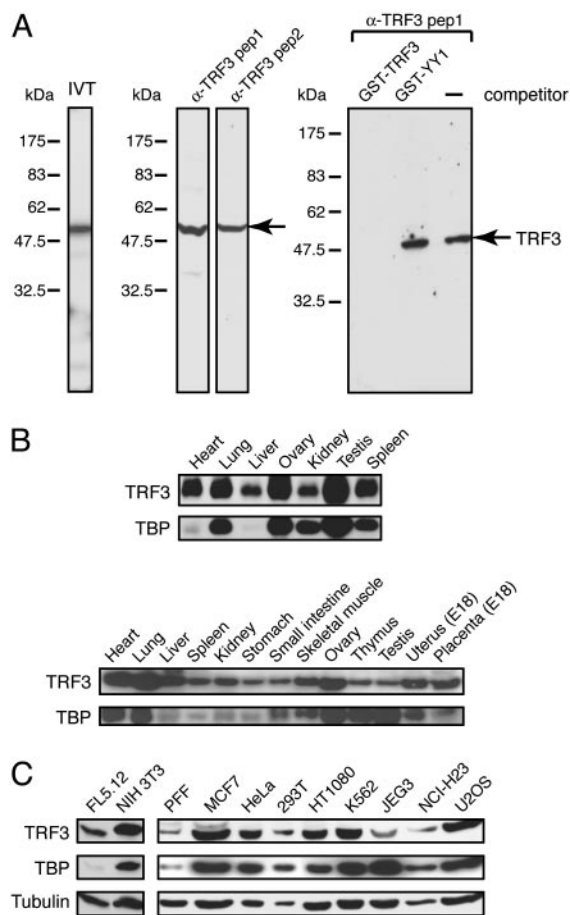 A
α-TRF3 pep1
kDa IVT kDa α-TRF3 pep1 α-TRF3 pep2 kDa GST-TRF3 GST-YY1 – competitor
175 175 175
83 83 83
62 62 62
47.5 47.5 47.5 TRF3
32.5 32.5 32.5
B
Heart Lung Liver Ovary Kidney Testis Spleen
TRF3
TBP
Heart Lung Liver Spleen Kidney Stomach Small intestine Skeletal muscle Ovary Thymus Testis Uterus (E18) Placenta (E18)
TRF3
TBP
C
FL5.12 NIH 3T3 PFF MCF7 HeLa 293T HT1080 K562 JEG3 NCI-H23 U2OS
TRF3
TBP
Tubulin